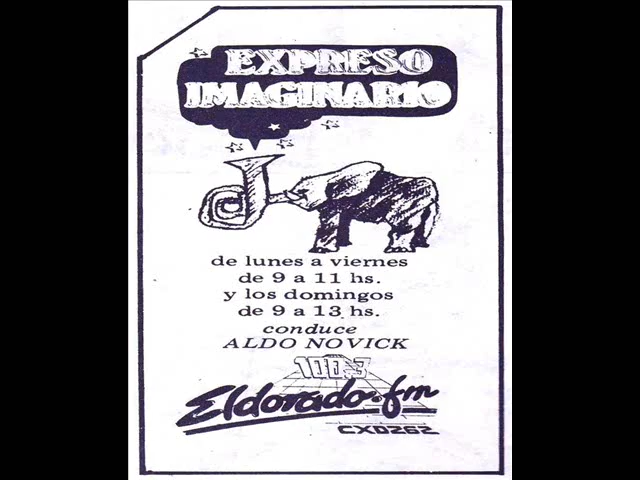 EXPRESO
IMAGINARIO
de lunes a viernes
de 9 a 11 hs.
y los domingos
de 9 a 13 hs.
conduce
ALDO NOVICK
100.3
Eldorado fm
CXD262